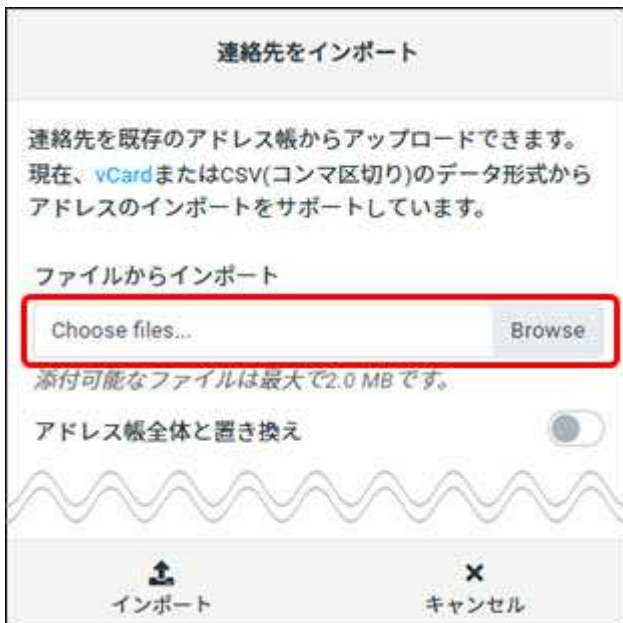 連絡先をインポート
連絡先を既存のアドレス帳からアップロードできます。
現在、vCardまたはCSV(コンマ区切り)のデータ形式から
アドレスのインポートをサポートしています。
ファイルからインポート
Choose files... Browse
添付可能なファイルは最大で2.0 MBです。
アドレス帳全体と置き換え
インポート キャンセル